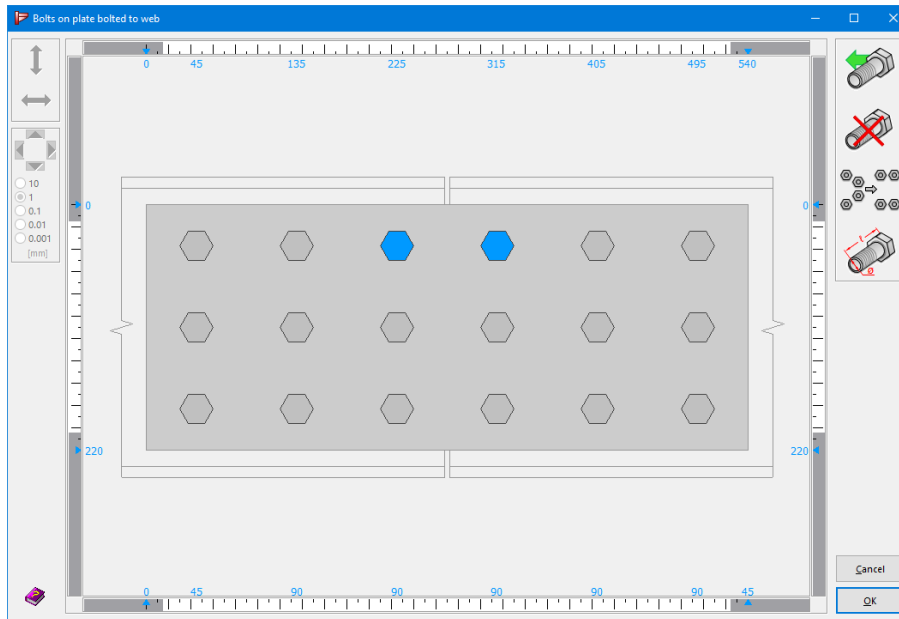 Bolts on plate bolted to web
0 45 135 225 315 405 495 540
10
1
0.1
0.01
0.001
[mm]
0 0
220 220
0 45 90 90 90 90 90 45
t
Ø
Cancel
OK